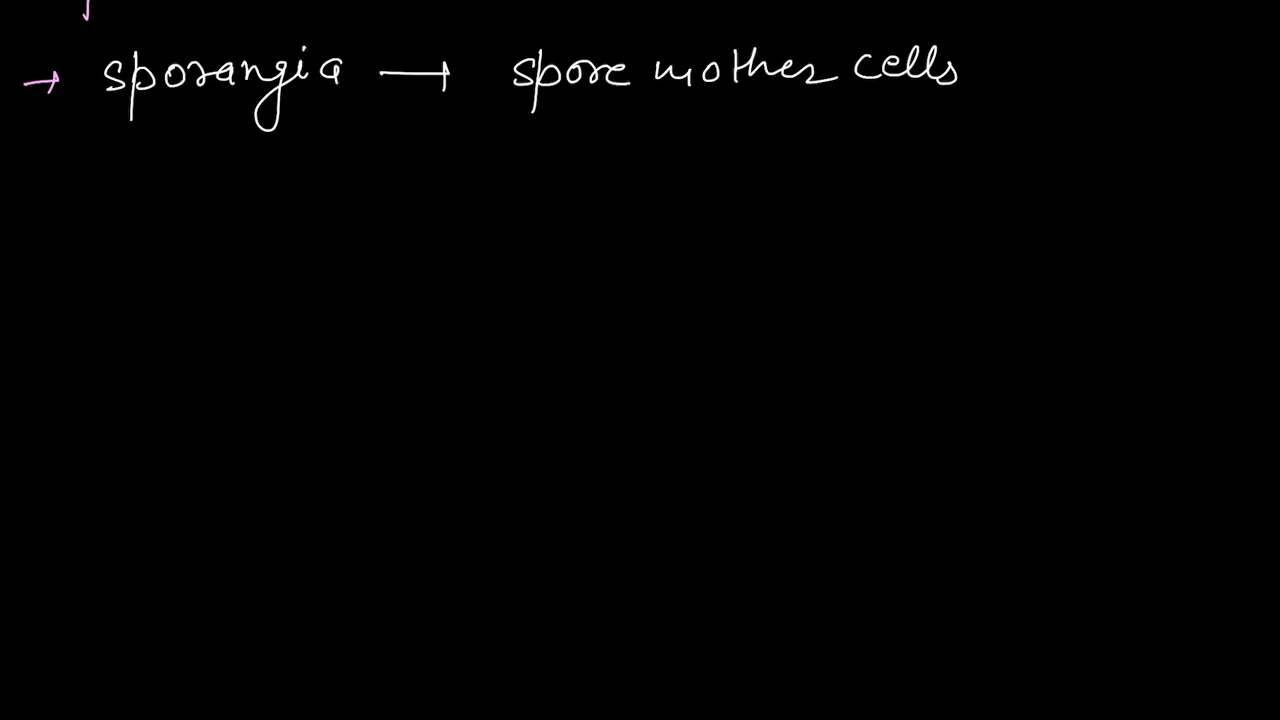 → sporangia → spore mother cells